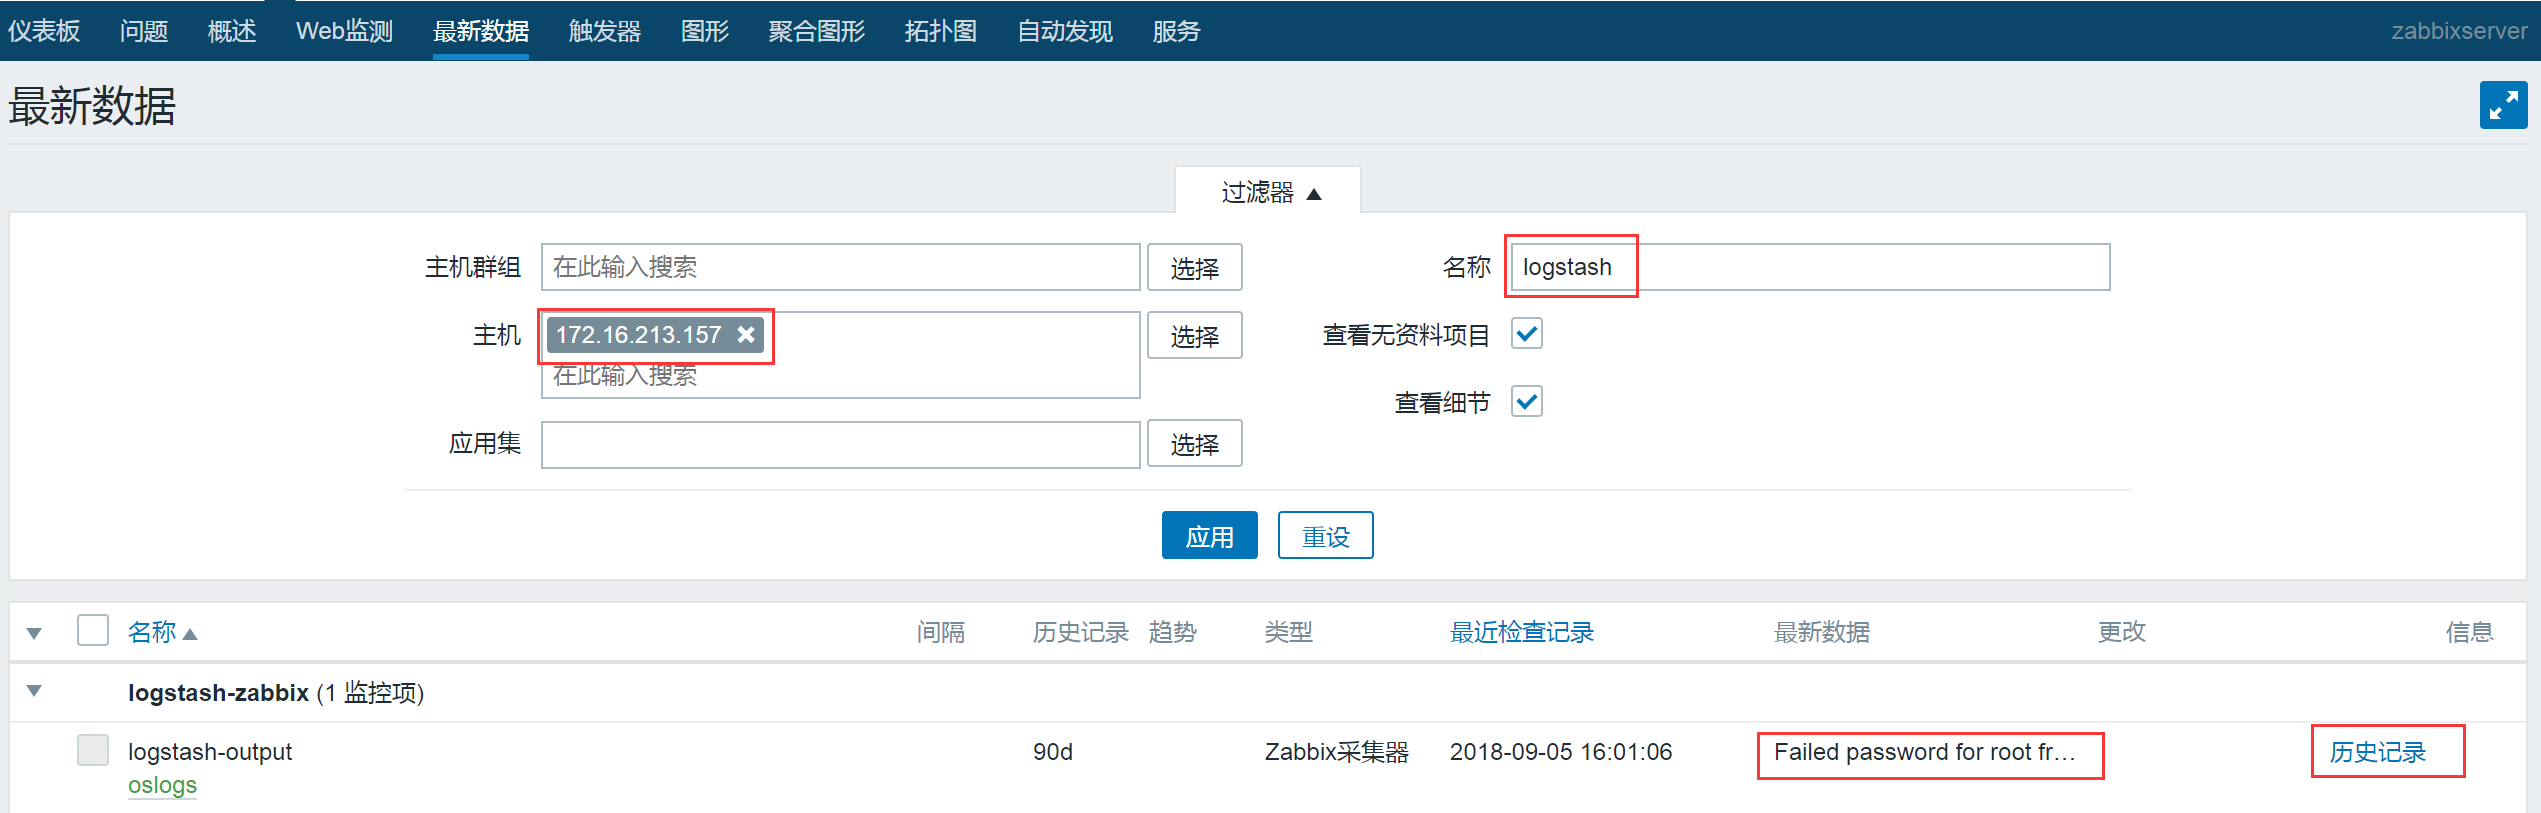 仪表板 问题 概述 Web监测 最新数据 触发器 图形 聚合图形 拓扑图 自动发现 服务 zabbixserver
最新数据
过滤器 ▲
主机群组 在此输入搜索 选择 名称 logstash
主机 172.16.213.157 ✖ 选择 查看无资料项目
在此输入搜索
查看细节
应用集 选择
应用 重设
名称 ▲ 间隔 历史记录 趋势 类型 最近检查记录 最新数据 更改 信息
logstash-zabbix (1 监控项)
logstash-output 90d Zabbix采集器 2018-09-05 16:01:06 Failed password for root fr… 历史记录
oslogs